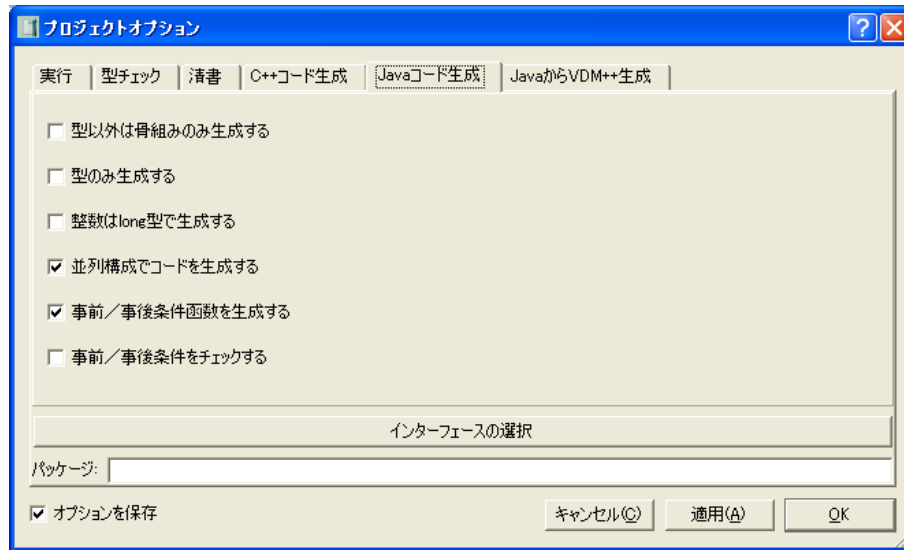 プロジェクトオプション
実行 型チェック 清書 C++コード生成 Javaコード生成 JavaからVDM++生成
型以外は骨組みのみ生成する
型のみ生成する
整数はlong型で生成する
並列構成でコードを生成する
事前／事後条件函数を生成する
事前／事後条件をチェックする
インターフェースの選択
パッケージ:
オプションを保存 キャンセル(C) 適用(A) OK